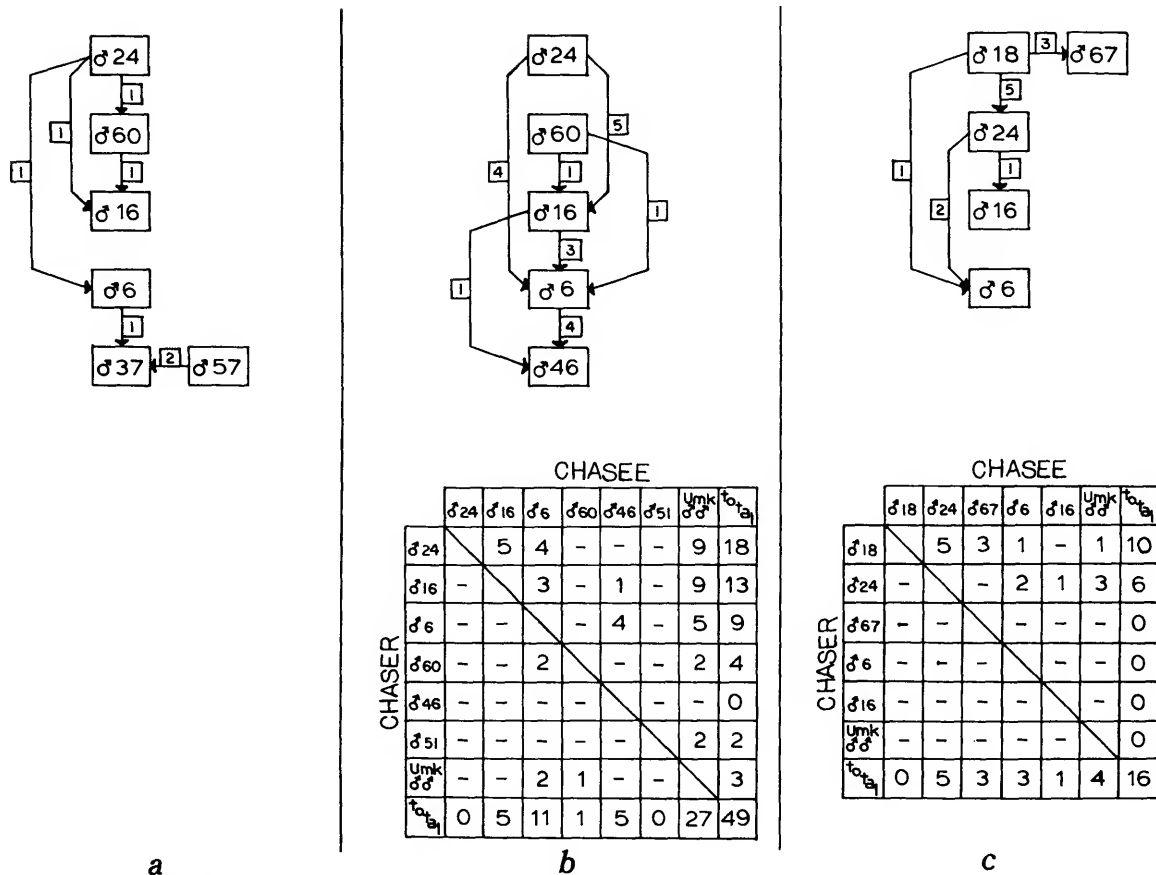 ♂24
1
1
♂60
1
1
♂16
♂6
1
♂37
2
♂57
♂24
5
♂60
4
1
1
♂16
3
1
♂6
4
♂46
♂18
3
♂67
5
♂24
1
1
2
♂16
♂6
CHASEE
♂24 ♂16 ♂6 ♂60 ♂46 ♂51 Umk ♂♂ total
CHASER
♂24 5 4 – – – 9 18
♂16 – 3 – 1 – 9 13
♂6 – – – 4 – 5 9
♂60 – – 2 – – 2 4
♂46 – – – – – – 0
♂51 – – – – – 2 2
Umk ♂♂ – – 2 1 – – 3
total 0 5 11 1 5 0 27 49
CHASEE
♂18 ♂24 ♂67 ♂6 ♂16 Umk ♂♂ total
CHASER
♂18 5 3 1 – 1 10
♂24 – – 2 1 3 6
♂67 – – – – – 0
♂6 – – – – – 0
♂16 – – – – – 0
Umk ♂♂ – – – – – 0
total 0 5 3 3 1 4 16
a
b
c